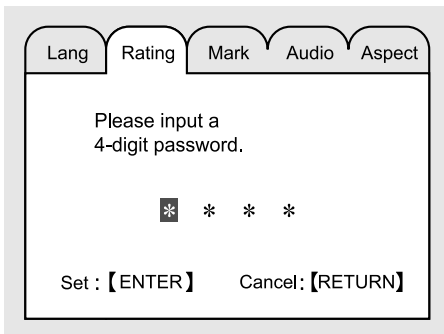 Lang Rating Mark Audio Aspect
Please input a
4-digit password.
* * * *
Set :【ENTER】 Cancel:【RETURN】